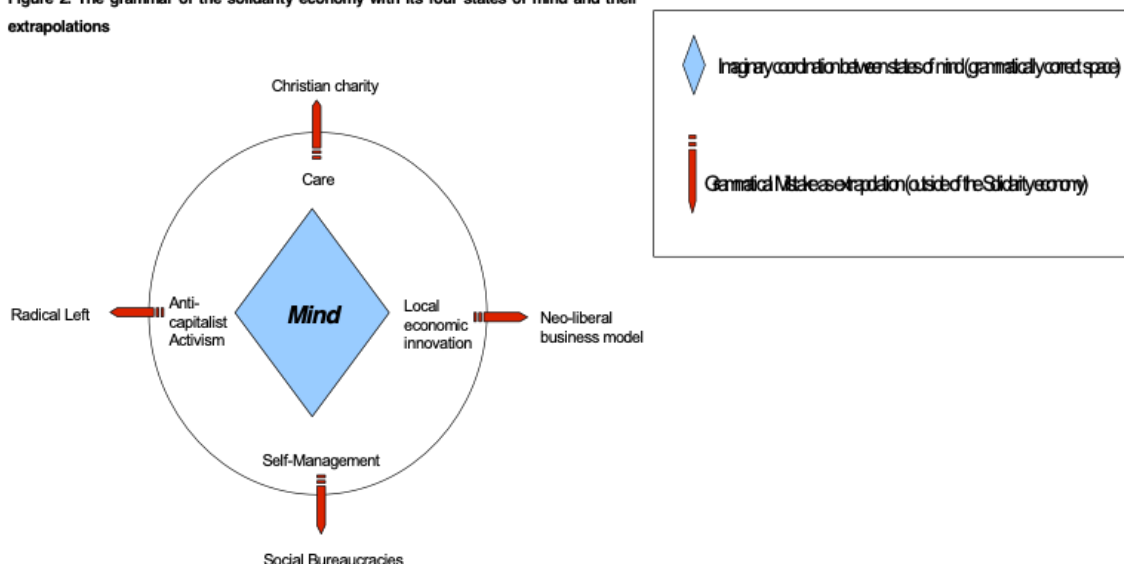 Figure 2. The grammar of the solidarity economy with its four states of mind and their
extrapolations
Imaginary coordination between states of mind (grammatically correct space)
Christian charity
Care
Grammatical Mistake as extrapolation (outside of the Solidarity economy)
Radical Left
Anti-
capitalist
Activism
Mind
Local
economic
innovation
Neo-liberal
business model
Self-Management
Social Bureaucracies